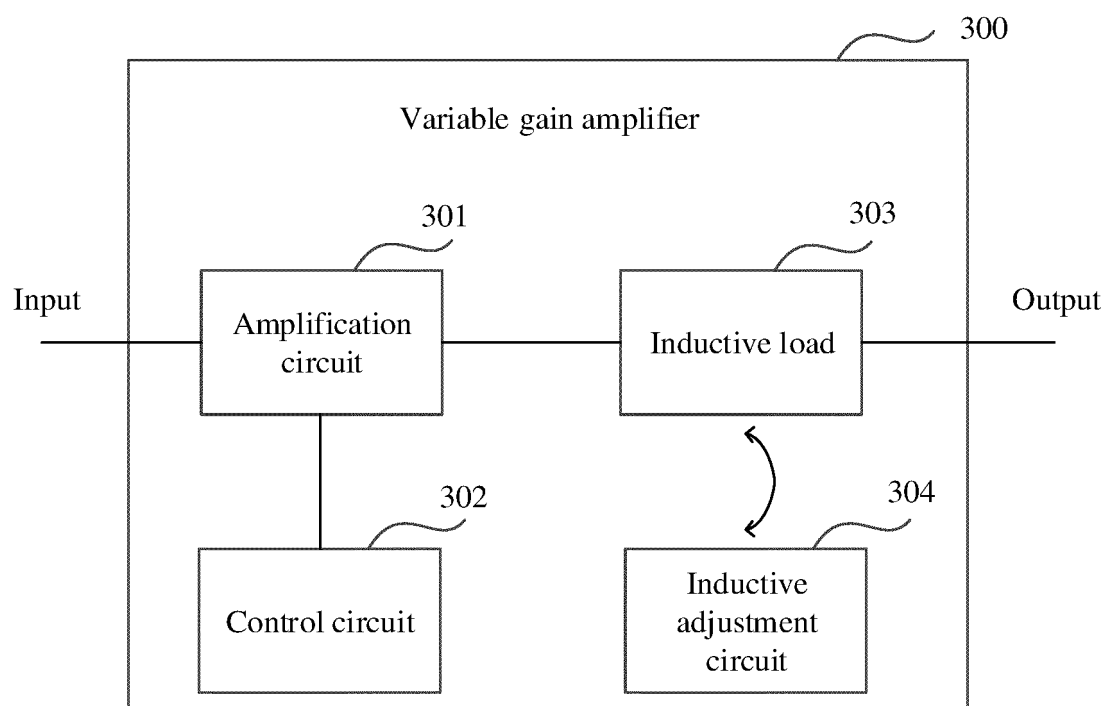 300
Variable gain amplifier
301
303
Input
Output
Amplification
circuit
Inductive load
302
304
Control circuit
Inductive
adjustment
circuit